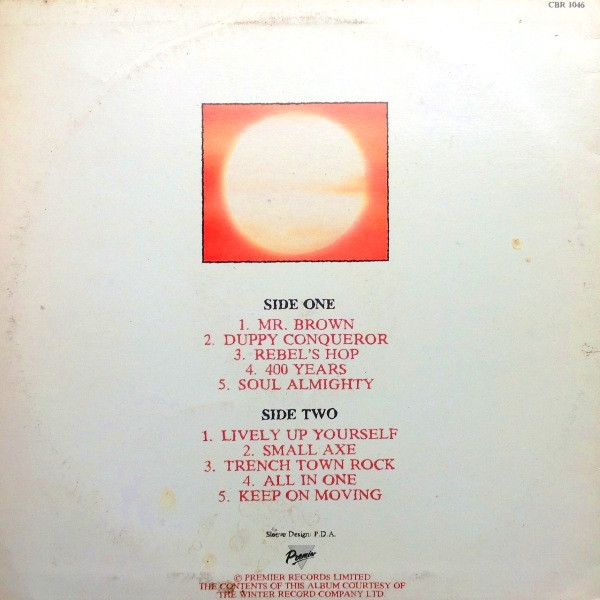 CBR 1046
SIDE ONE
1. MR. BROWN
2. DUPPY CONQUEROR
3. REBEL'S HOP
4. 400 YEARS
5. SOUL ALMIGHTY
SIDE TWO
1. LIVELY UP YOURSELF
2. SMALL AXE
3. TRENCH TOWN ROCK
4. ALL IN ONE
5. KEEP ON MOVING
Sleeve Design: P.D.A.
Premier
© PREMIER RECORDS LIMITED
THE CONTENTS OF THIS ALBUM COURTESY OF
THE WINTER RECORD COMPANY LTD